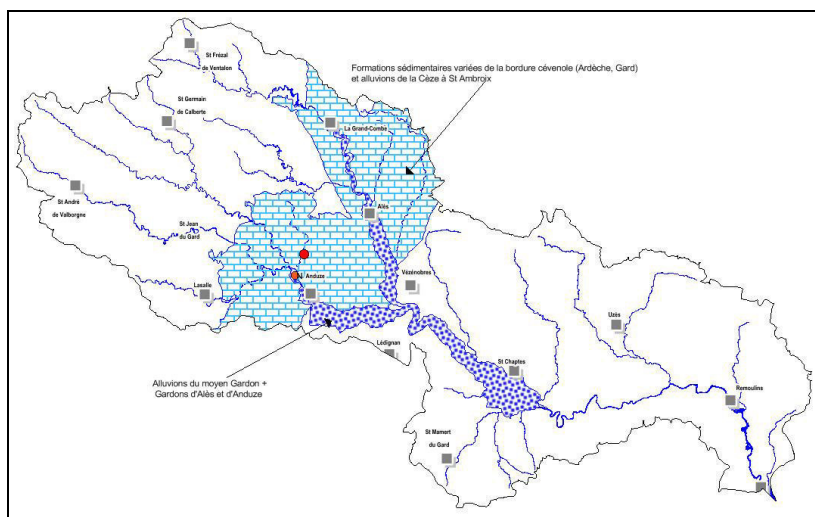 St Frézal
de Ventalon
Formations sédimentaires variées de la bordure cévenole (Ardèche, Gard)
et alluvions de la Cèze à St Ambroix
St Germain
de Calberte
La Grand-Combe
St André
de Valborgne
Alès
St Jean
du Gard
Anduze
Vézénobres
Lasalle
Uzès
Lédignan
St Chaptes
Alluvions du moyen Gardon +
Gardons d'Alès et d'Anduze
Remoulins
St Mamert
du Gard